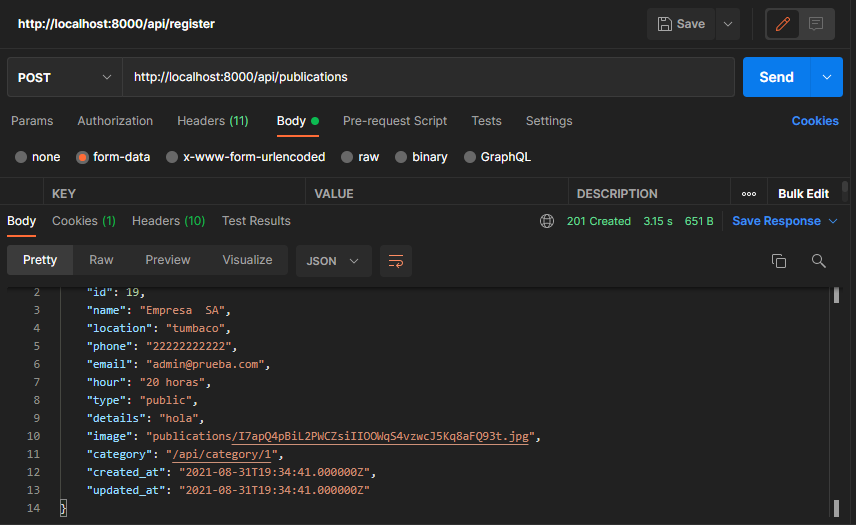 http://localhost:8000/api/register
Save
POST
http://localhost:8000/api/publications
Send
Params Authorization Headers (11) Body Pre-request Script Tests Settings Cookies
none form-data x-www-form-urlencoded raw binary GraphQL
KEY VALUE DESCRIPTION ooo Bulk Edit
Body Cookies (1) Headers (10) Test Results 201 Created 3.15 s 651 B Save Response
Pretty Raw Preview Visualize JSON
2 "id": 19,
3 "name": "Empresa  SA",
4 "location": "tumbaco",
5 "phone": "22222222222",
6 "email": "admin@prueba.com",
7 "hour": "20 horas",
8 "type": "public",
9 "details": "hola",
10 "image": "publications/I7apQ4pBiL2PWCZsiIIOOWqS4vzwcJ5Kq8aFQ93t.jpg",
11 "category": "/api/category/1",
12 "created_at": "2021-08-31T19:34:41.000000Z",
13 "updated_at": "2021-08-31T19:34:41.000000Z"
14 }